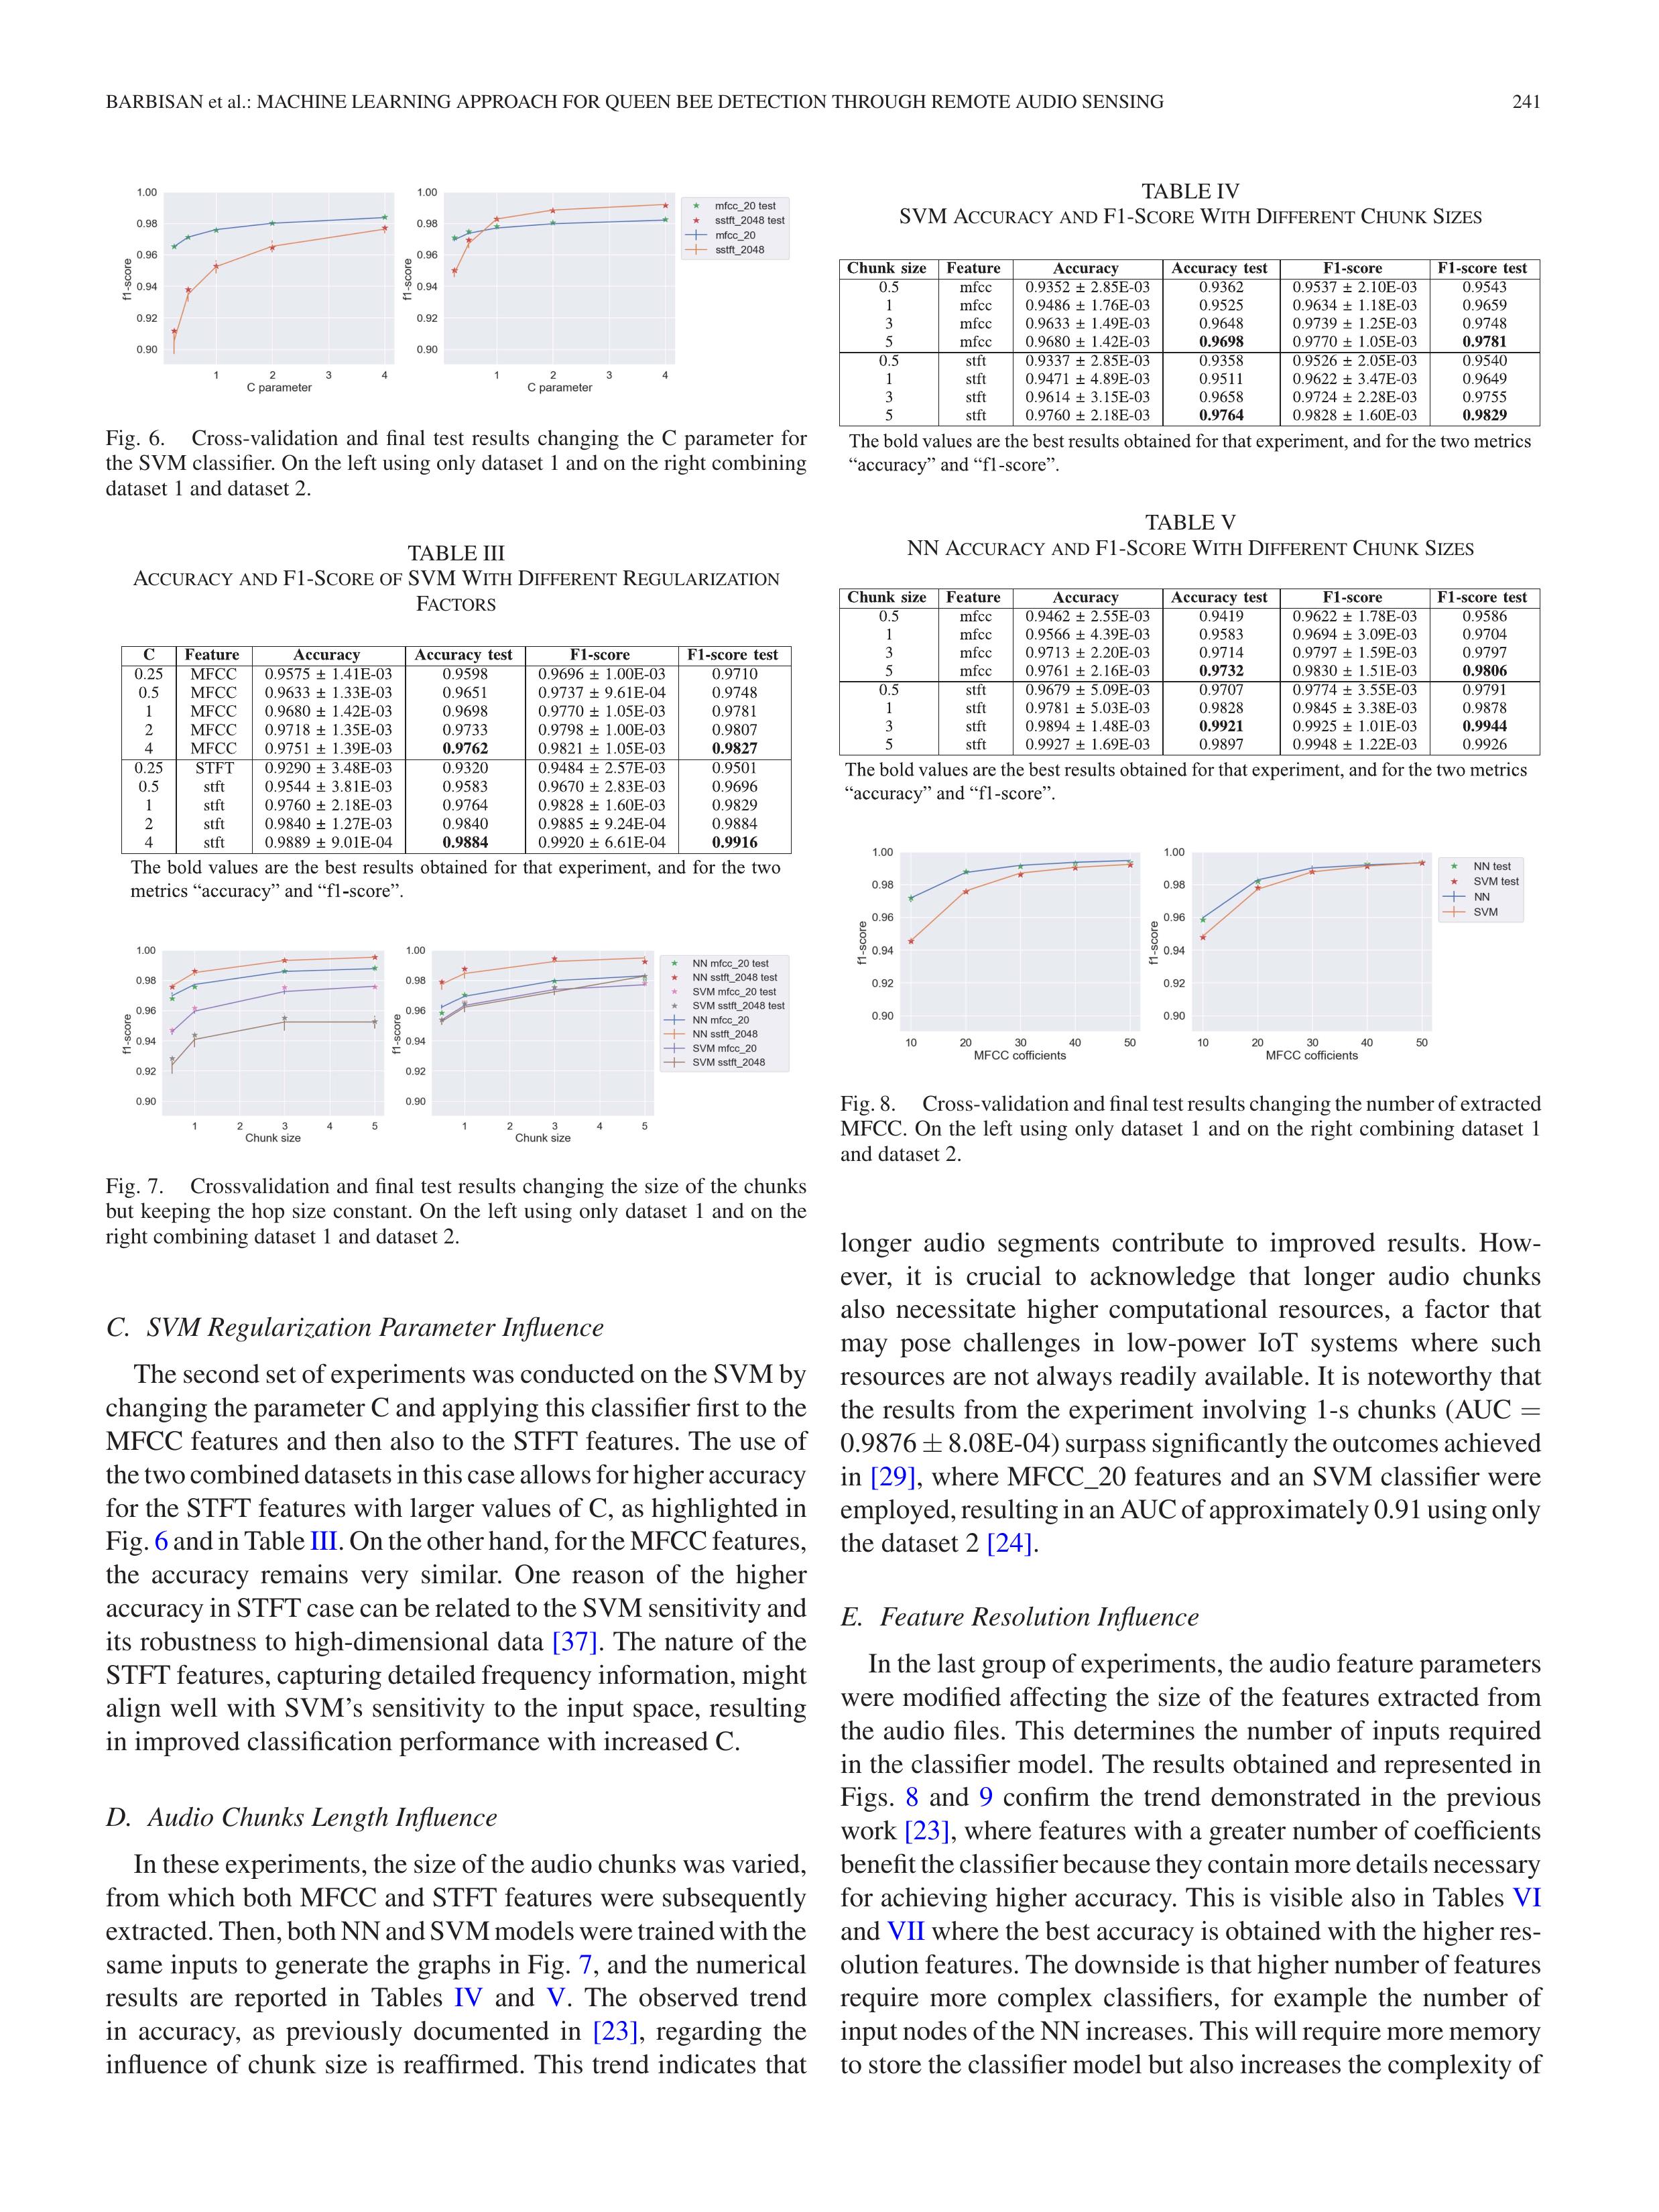 BARBISAN et al.: MACHINE LEARNING APPROACH FOR QUEEN BEE DETECTION THROUGH REMOTE AUDIO SENSING 241
1.00
0.98
0.96
0.94
0.92
0.90
f1-score
1 2 3 4
C parameter
1.00
0.98
0.96
0.94
0.92
0.90
f1-score
1 2 3 4
C parameter
mfcc_20 test
sstft_2048 test
mfcc_20
sstft_2048
Fig. 6. Cross-validation and final test results changing the C parameter for
the SVM classifier. On the left using only dataset 1 and on the right combining
dataset 1 and dataset 2.
TABLE III
ACCURACY AND F1-SCORE OF SVM WITH DIFFERENT REGULARIZATION
FACTORS
C Feature Accuracy Accuracy test F1-score F1-score test
0.25 MFCC 0.9575 ± 1.41E-03 0.9598 0.9696 ± 1.00E-03 0.9710
0.5 MFCC 0.9633 ± 1.33E-03 0.9651 0.9737 ± 9.61E-04 0.9748
1 MFCC 0.9680 ± 1.42E-03 0.9698 0.9770 ± 1.05E-03 0.9781
2 MFCC 0.9718 ± 1.35E-03 0.9733 0.9798 ± 1.00E-03 0.9807
4 MFCC 0.9751 ± 1.39E-03 0.9762 0.9821 ± 1.05E-03 0.9827
0.25 STFT 0.9290 ± 3.48E-03 0.9320 0.9484 ± 2.57E-03 0.9501
0.5 stft 0.9544 ± 3.81E-03 0.9583 0.9670 ± 2.83E-03 0.9696
1 stft 0.9760 ± 2.18E-03 0.9764 0.9828 ± 1.60E-03 0.9829
2 stft 0.9840 ± 1.27E-03 0.9840 0.9885 ± 9.24E-04 0.9884
4 stft 0.9889 ± 9.01E-04 0.9884 0.9920 ± 6.61E-04 0.9916
The bold values are the best results obtained for that experiment, and for the two
metrics “accuracy” and “f1-score”.
1.00
0.98
0.96
0.94
0.92
0.90
f1-score
1 2 3 4 5
Chunk size
1.00
0.98
0.96
0.94
0.92
0.90
f1-score
1 2 3 4 5
Chunk size
NN mfcc_20 test
NN sstft_2048 test
SVM mfcc_20 test
SVM sstft_2048 test
NN mfcc_20
NN sstft_2048
SVM mfcc_20
SVM sstft_2048
Fig. 7. Crossvalidation and final test results changing the size of the chunks
but keeping the hop size constant. On the left using only dataset 1 and on the
right combining dataset 1 and dataset 2.
C. SVM Regularization Parameter Influence
The second set of experiments was conducted on the SVM by
changing the parameter C and applying this classifier first to the
MFCC features and then also to the STFT features. The use of
the two combined datasets in this case allows for higher accuracy
for the STFT features with larger values of C, as highlighted in
Fig. 6 and in Table III. On the other hand, for the MFCC features,
the accuracy remains very similar. One reason of the higher
accuracy in STFT case can be related to the SVM sensitivity and
its robustness to high-dimensional data [37]. The nature of the
STFT features, capturing detailed frequency information, might
align well with SVM’s sensitivity to the input space, resulting
in improved classification performance with increased C.
D. Audio Chunks Length Influence
In these experiments, the size of the audio chunks was varied,
from which both MFCC and STFT features were subsequently
extracted. Then, both NN and SVM models were trained with the
same inputs to generate the graphs in Fig. 7, and the numerical
results are reported in Tables IV and V. The observed trend
in accuracy, as previously documented in [23], regarding the
influence of chunk size is reaffirmed. This trend indicates that
TABLE IV
SVM ACCURACY AND F1-SCORE WITH DIFFERENT CHUNK SIZES
Chunk size Feature Accuracy Accuracy test F1-score F1-score test
0.5 mfcc 0.9352 ± 2.85E-03 0.9362 0.9537 ± 2.10E-03 0.9543
1 mfcc 0.9486 ± 1.76E-03 0.9525 0.9634 ± 1.18E-03 0.9659
3 mfcc 0.9633 ± 1.49E-03 0.9648 0.9739 ± 1.25E-03 0.9748
5 mfcc 0.9680 ± 1.42E-03 0.9698 0.9770 ± 1.05E-03 0.9781
0.5 stft 0.9337 ± 2.85E-03 0.9358 0.9526 ± 2.05E-03 0.9540
1 stft 0.9471 ± 4.89E-03 0.9511 0.9622 ± 3.47E-03 0.9649
3 stft 0.9614 ± 3.15E-03 0.9658 0.9724 ± 2.28E-03 0.9755
5 stft 0.9760 ± 2.18E-03 0.9764 0.9828 ± 1.60E-03 0.9829
The bold values are the best results obtained for that experiment, and for the two metrics
“accuracy” and “f1-score”.
TABLE V
NN ACCURACY AND F1-SCORE WITH DIFFERENT CHUNK SIZES
Chunk size Feature Accuracy Accuracy test F1-score F1-score test
0.5 mfcc 0.9462 ± 2.55E-03 0.9419 0.9622 ± 1.78E-03 0.9586
1 mfcc 0.9566 ± 4.39E-03 0.9583 0.9694 ± 3.09E-03 0.9704
3 mfcc 0.9713 ± 2.20E-03 0.9714 0.9797 ± 1.59E-03 0.9797
5 mfcc 0.9761 ± 2.16E-03 0.9732 0.9830 ± 1.51E-03 0.9806
0.5 stft 0.9679 ± 5.09E-03 0.9707 0.9774 ± 3.55E-03 0.9791
1 stft 0.9781 ± 5.03E-03 0.9828 0.9845 ± 3.38E-03 0.9878
3 stft 0.9894 ± 1.48E-03 0.9921 0.9925 ± 1.01E-03 0.9944
5 stft 0.9927 ± 1.69E-03 0.9897 0.9948 ± 1.22E-03 0.9926
The bold values are the best results obtained for that experiment, and for the two metrics
“accuracy” and “f1-score”.
1.00
0.98
0.96
0.94
0.92
0.90
f1-score
10 20 30 40 50
MFCC cofficients
1.00
0.98
0.96
0.94
0.92
0.90
f1-score
10 20 30 40 50
MFCC cofficients
NN test
SVM test
NN
SVM
Fig. 8. Cross-validation and final test results changing the number of extracted
MFCC. On the left using only dataset 1 and on the right combining dataset 1
and dataset 2.
longer audio segments contribute to improved results. How-
ever, it is crucial to acknowledge that longer audio chunks
also necessitate higher computational resources, a factor that
may pose challenges in low-power IoT systems where such
resources are not always readily available. It is noteworthy that
the results from the experiment involving 1-s chunks (AUC =
0.9876 ± 8.08E-04) surpass significantly the outcomes achieved
in [29], where MFCC_20 features and an SVM classifier were
employed, resulting in an AUC of approximately 0.91 using only
the dataset 2 [24].
E. Feature Resolution Influence
In the last group of experiments, the audio feature parameters
were modified affecting the size of the features extracted from
the audio files. This determines the number of inputs required
in the classifier model. The results obtained and represented in
Figs. 8 and 9 confirm the trend demonstrated in the previous
work [23], where features with a greater number of coefficients
benefit the classifier because they contain more details necessary
for achieving higher accuracy. This is visible also in Tables VI
and VII where the best accuracy is obtained with the higher res-
olution features. The downside is that higher number of features
require more complex classifiers, for example the number of
input nodes of the NN increases. This will require more memory
to store the classifier model but also increases the complexity of